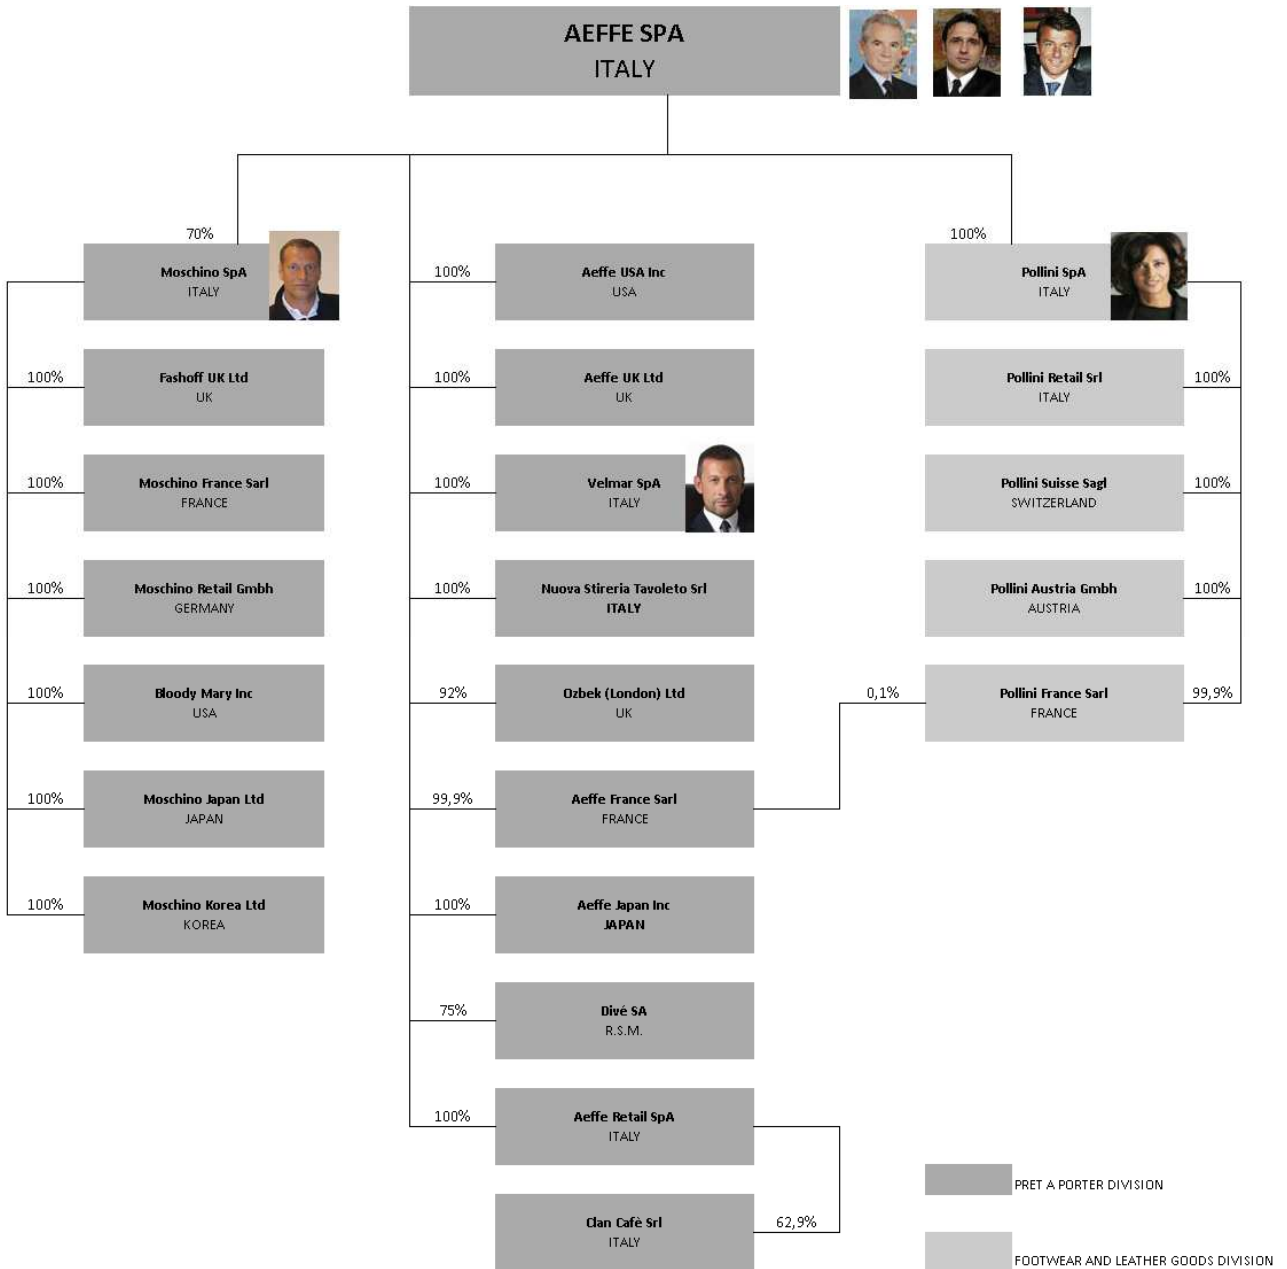 AEFFE SPA
ITALY
70%
Moschino SpA
ITALY
100%
Fashoff UK Ltd
UK
100%
Moschino France Sarl
FRANCE
100%
Moschino Retail Gmbh
GERMANY
100%
Bloody Mary Inc
USA
100%
Moschino Japan Ltd
JAPAN
100%
Moschino Korea Ltd
KOREA
100%
Aeffe USA Inc
USA
100%
Aeffe UK Ltd
UK
100%
Velmar SpA
ITALY
100%
Nuova Stireria Tavoleto Srl
ITALY
92%
Ozbek (London) Ltd
UK
99,9%
Aeffe France Sarl
FRANCE
100%
Aeffe Japan Inc
JAPAN
75%
Divé SA
R.S.M.
100%
Aeffe Retail SpA
ITALY
Clan Cafè Srl
62,9%
ITALY
100%
Pollini SpA
ITALY
Pollini Retail Srl
100%
ITALY
Pollini Suisse Sagl
100%
SWITZERLAND
Pollini Austria Gmbh
100%
AUSTRIA
0,1%
Pollini France Sarl
99,9%
FRANCE
PRET A PORTER DIVISION
FOOTWEAR AND LEATHER GOODS DIVISION